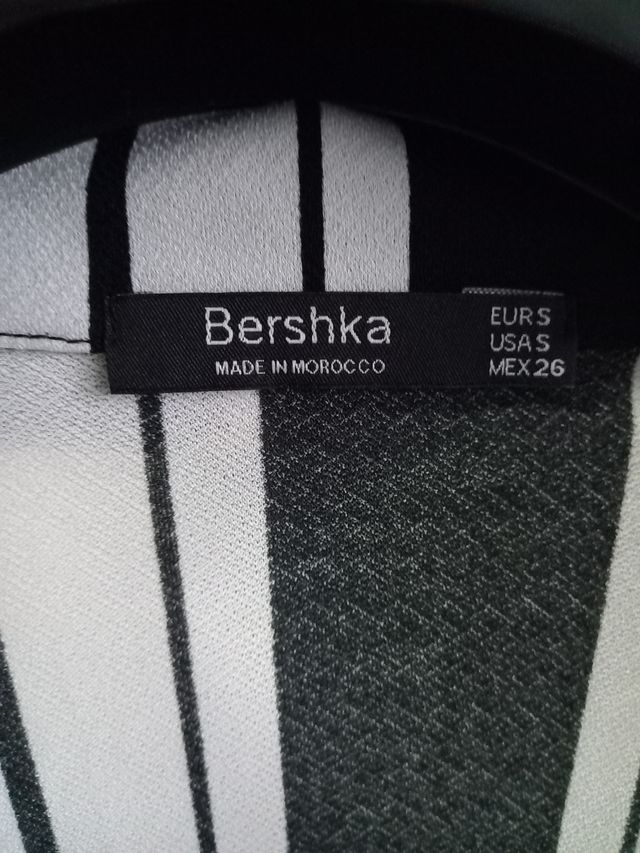 Bershka
MADE IN MOROCCO
EUR S
USA S
MEX 26